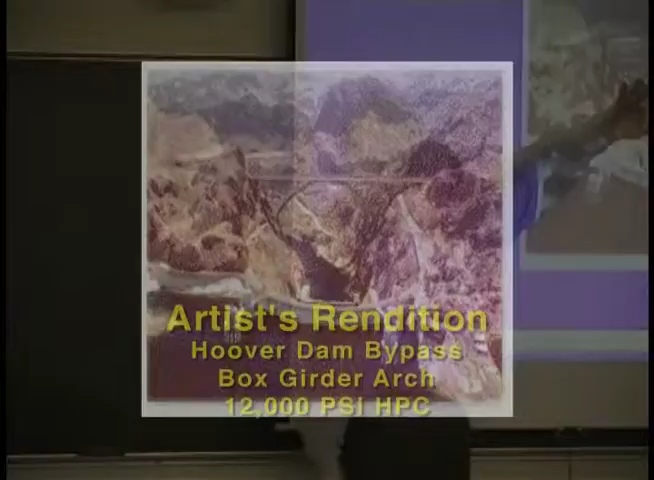 Artist's Rendition
Hoover Dam Bypass
Box Girder Arch
12,000 PSI HPC